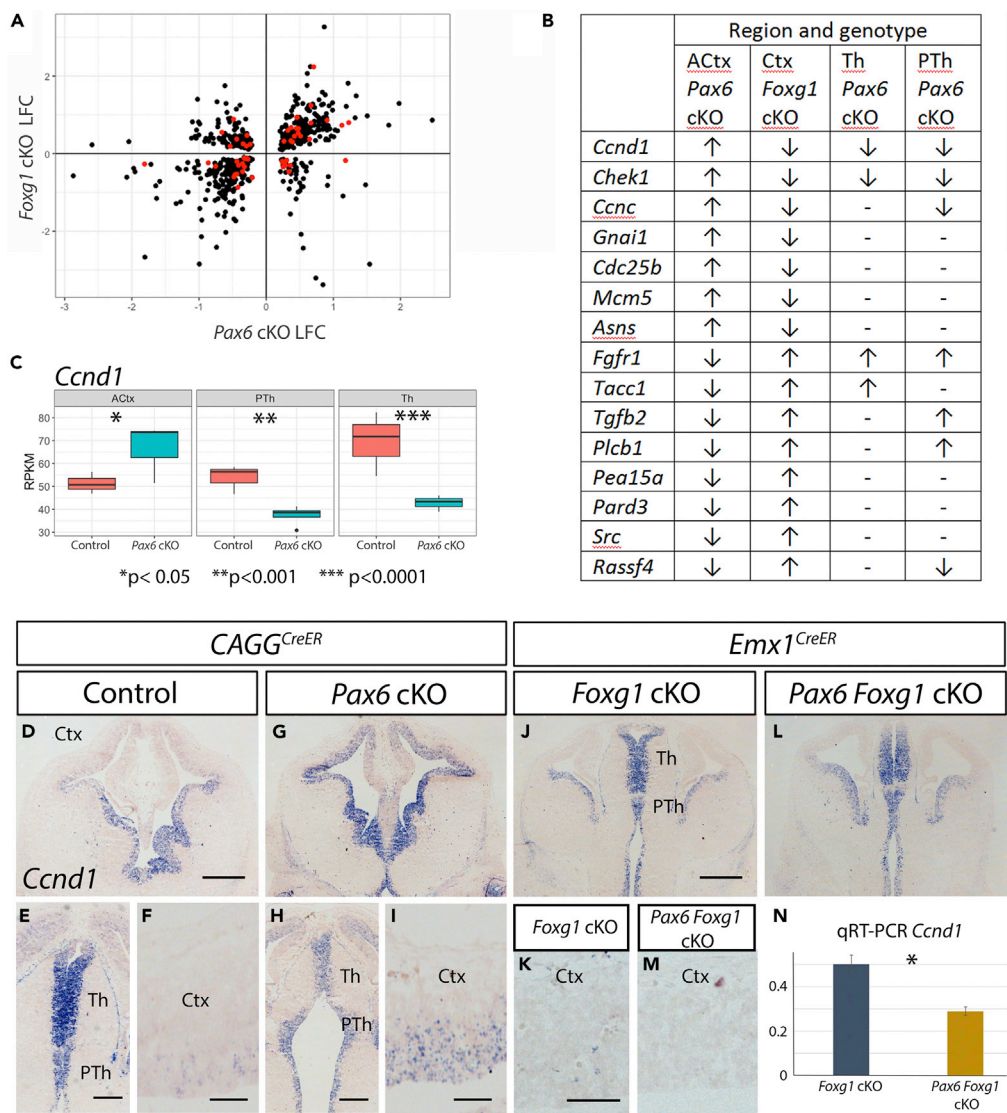 A
Foxg1 cKO LFC
2
0
-2
-3
-2
-1
0
1
2
Pax6 cKO LFC
B
Region and genotype
ACtx Pax6 cKO
Ctx Foxg1 cKO
Th Pax6 cKO
PTh Pax6 cKO
Ccnd1 ↑ ↓ ↓ ↓
Chek1 ↑ ↓ ↓ ↓
Ccnc ↑ ↓ ↓
Gnai1 ↑ ↓ - -
Cdc25b ↑ ↓ - -
Mcm5 ↑ ↓ - -
Asns ↑ ↓ - -
Fgfr1 ↓ ↑ ↑ ↑
Tacc1 ↓ ↑ ↑ -
Tgfb2 ↓ ↑ - ↑
Plcb1 ↓ ↑ - ↑
Pea15a ↓ ↑ - -
Pard3 ↓ ↑ - -
Src ↓ ↑ - -
Rassf4 ↓ ↑ - ↓
C
Ccnd1
ACtx
PTh
Th
*
**
***
RPKM
80
70
60
50
40
30
Control
Pax6 cKO
Control
Pax6 cKO
Control
Pax6 cKO
*p< 0.05 **p<0.001 *** p<0.0001
CAGG^CreER
Emx1^CreER
Control
Pax6 cKO
Foxg1 cKO
Pax6 Foxg1 cKO
D
Ctx
Ccnd1
G
J
Th
PTh
L
E
Th
PTh
F
Ctx
H
Th
PTh
I
Ctx
Foxg1 cKO
K
Ctx
Pax6 Foxg1
cKO
M
Ctx
N
qRT-PCR Ccnd1
*
0.4
0.2
0
Foxg1 cKO
Pax6 Foxg1
cKO